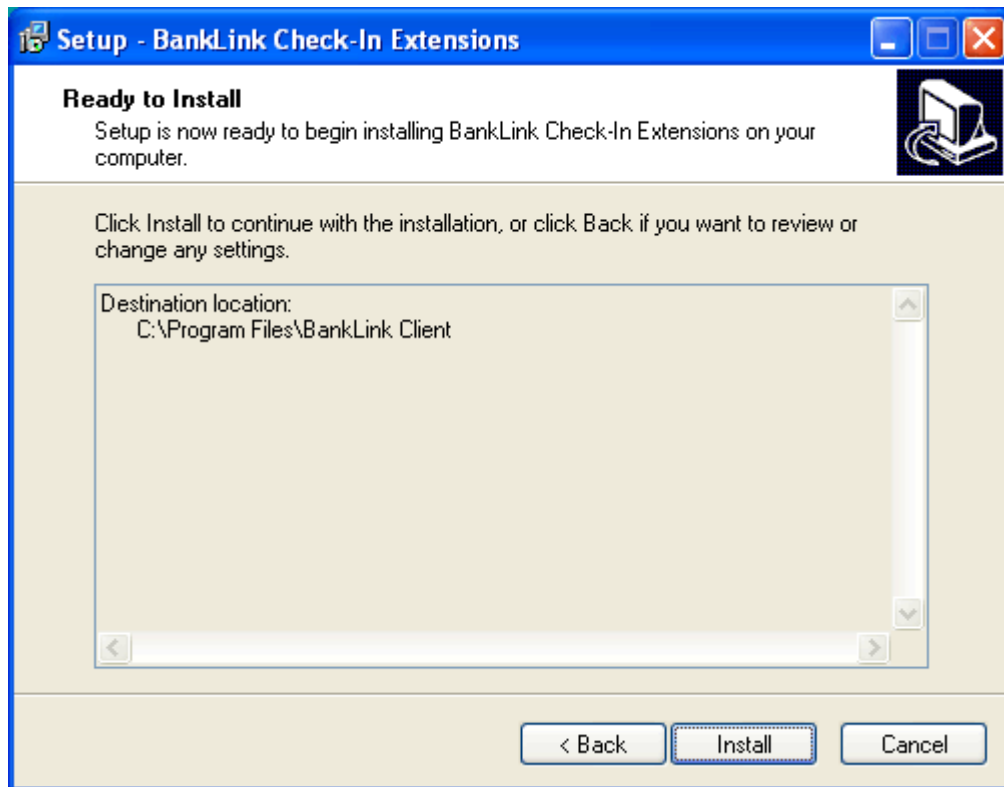 Setup - BankLink Check-In Extensions
Ready to Install
Setup is now ready to begin installing BankLink Check-In Extensions on your
computer.
Click Install to continue with the installation, or click Back if you want to review or
change any settings.
Destination location:
C:\Program Files\BankLink Client
< Back
Install
Cancel